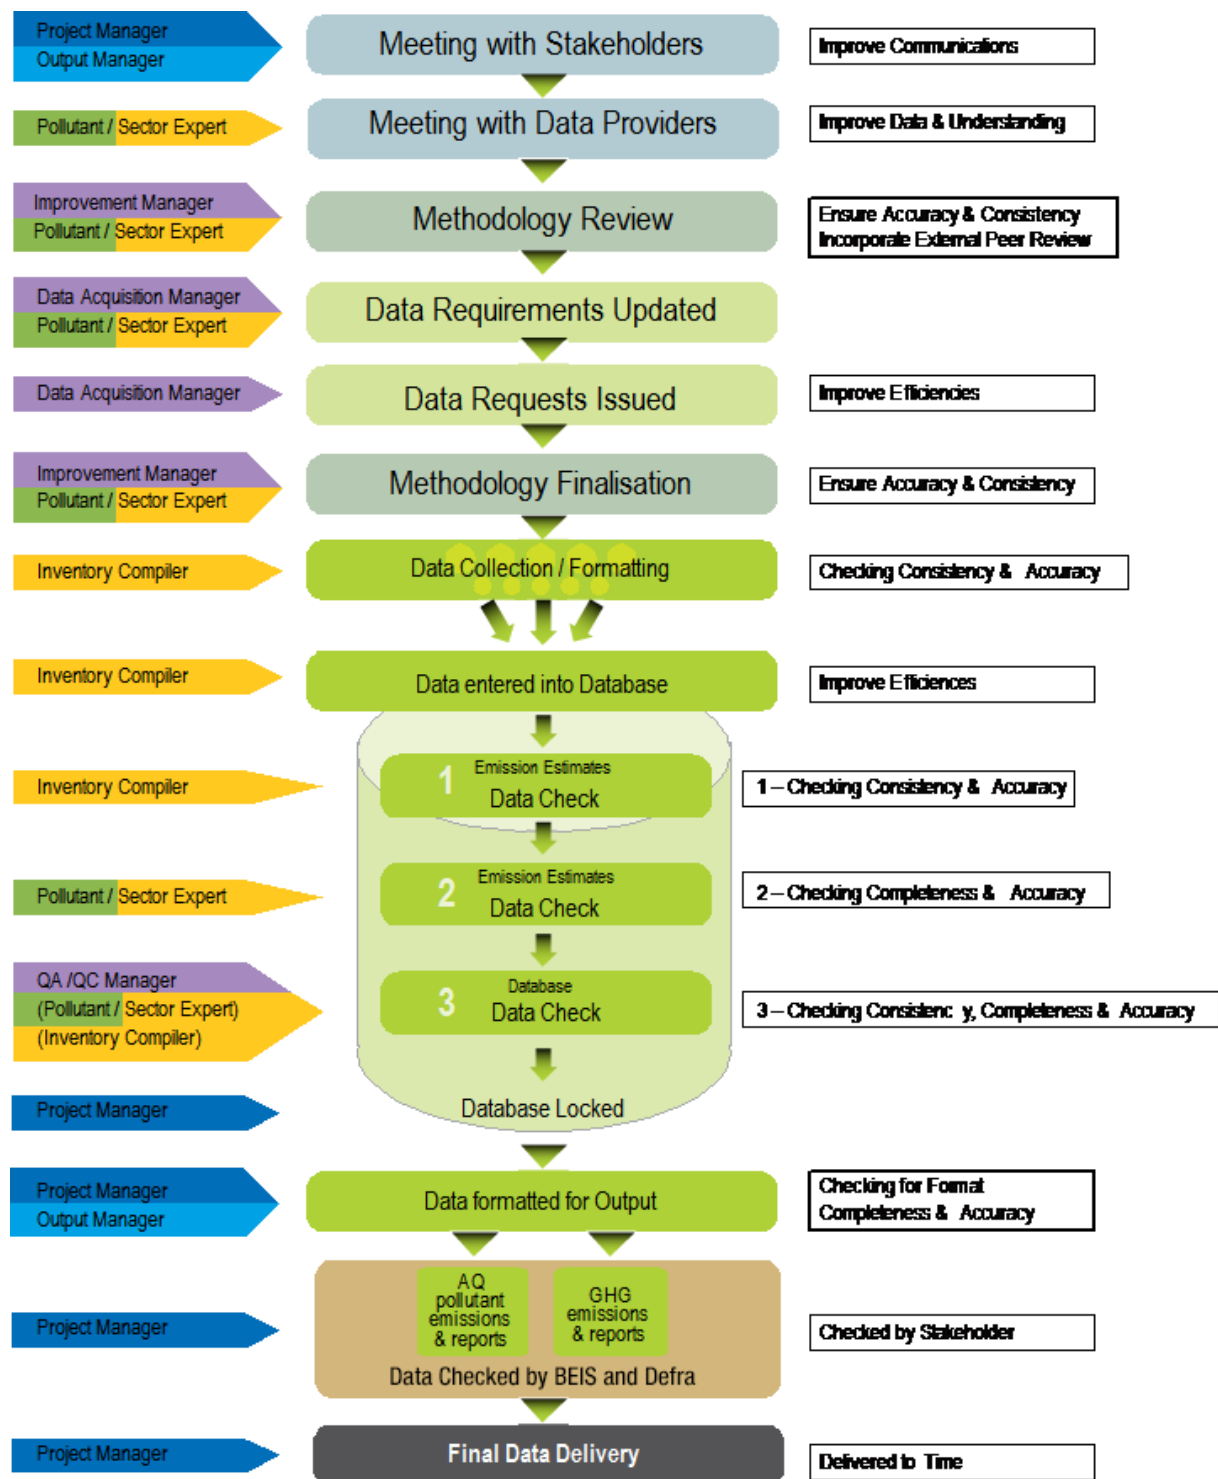 Project Manager
Output Manager
Meeting with Stakeholders
Improve Communications
Pollutant / Sector Expert
Meeting with Data Providers
Improve Data & Understanding
Improvement Manager
Pollutant / Sector Expert
Methodology Review
Ensure Accuracy & Consistency
Incorporate External Peer Review
Data Acquisition Manager
Pollutant / Sector Expert
Data Requirements Updated
Data Acquisition Manager
Data Requests Issued
Improve Efficiencies
Improvement Manager
Pollutant / Sector Expert
Methodology Finalisation
Ensure Accuracy & Consistency
Inventory Compiler
Data Collection / Formatting
Checking Consistency & Accuracy
Inventory Compiler
Data entered into Database
Improve Efficiences
Inventory Compiler
1
Emission Estimates
Data Check
1 – Checking Consistency & Accuracy
Pollutant / Sector Expert
2
Emission Estimates
Data Check
2 – Checking Completeness & Accuracy
QA /QC Manager
(Pollutant / Sector Expert)
(Inventory Compiler)
3
Database
Data Check
3 – Checking Consistenc y, Completeness & Accuracy
Project Manager
Database Locked
Project Manager
Output Manager
Data formatted for Output
Checking for Format
Completeness & Accuracy
AQ
pollutant
emissions
& reports
GHG
emissions
& reports
Project Manager
Checked by Stakeholder
Data Checked by BEIS and Defra
Project Manager
Final Data Delivery
Delivered to Time